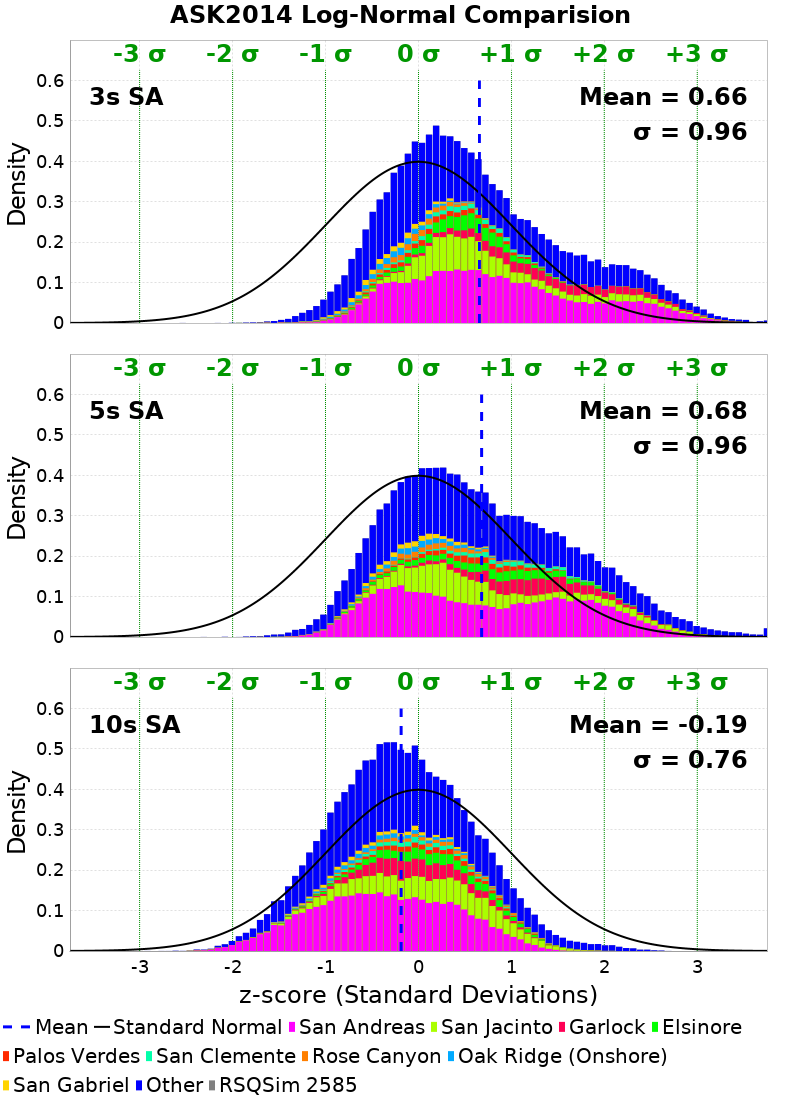 ASK2014 Log-Normal Comparision
-3 σ -2 σ -1 σ 0 σ +1 σ +2 σ +3 σ
3s SA
Mean = 0.66
σ = 0.96
Density
0.6
0.5
0.4
0.3
0.2
0.1
0
-3 σ -2 σ -1 σ 0 σ +1 σ +2 σ +3 σ
5s SA
Mean = 0.68
σ = 0.96
Density
0.6
0.5
0.4
0.3
0.2
0.1
0
-3 σ -2 σ -1 σ 0 σ +1 σ +2 σ +3 σ
10s SA
Mean = -0.19
σ = 0.76
Density
0.6
0.5
0.4
0.3
0.2
0.1
0
-3 -2 -1 0 1 2 3
z-score (Standard Deviations)
Mean Standard Normal San Andreas San Jacinto Garlock Elsinore
Palos Verdes San Clemente Rose Canyon Oak Ridge (Onshore)
San Gabriel Other RSQSim 2585